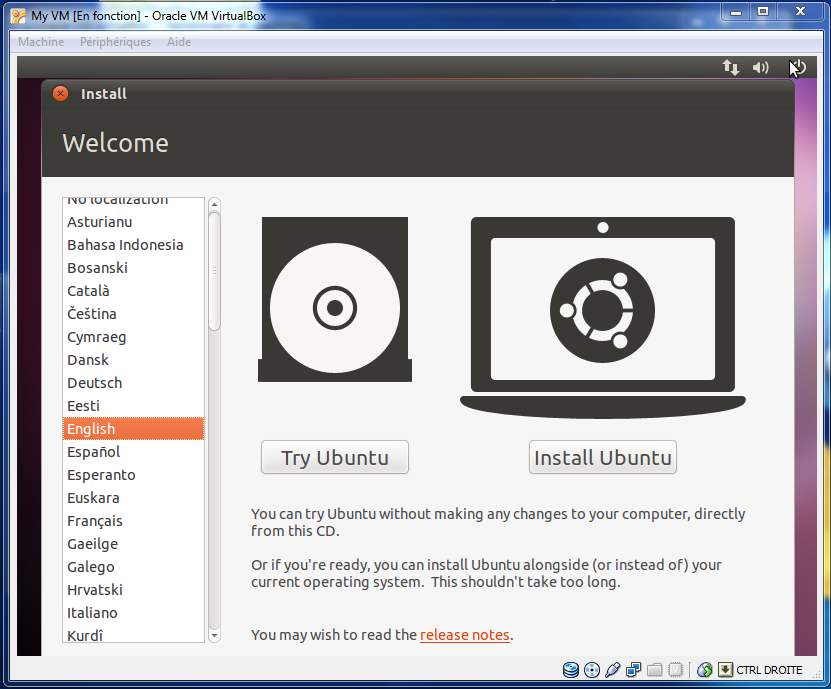 My VM [En fonction] - Oracle VM VirtualBox
Machine Périphériques Aide
Install
Welcome
No localization
Asturianu
Bahasa Indonesia
Bosanski
Català
Čeština
Cymraeg
Dansk
Deutsch
Eesti
English
Español
Esperanto
Euskara
Français
Gaeilge
Galego
Hrvatski
Italiano
Kurdî
Try Ubuntu
Install Ubuntu
You can try Ubuntu without making any changes to your computer, directly
from this CD.
Or if you're ready, you can install Ubuntu alongside (or instead of) your
current operating system. This shouldn't take too long.
You may wish to read the release notes.
CTRL DROITE